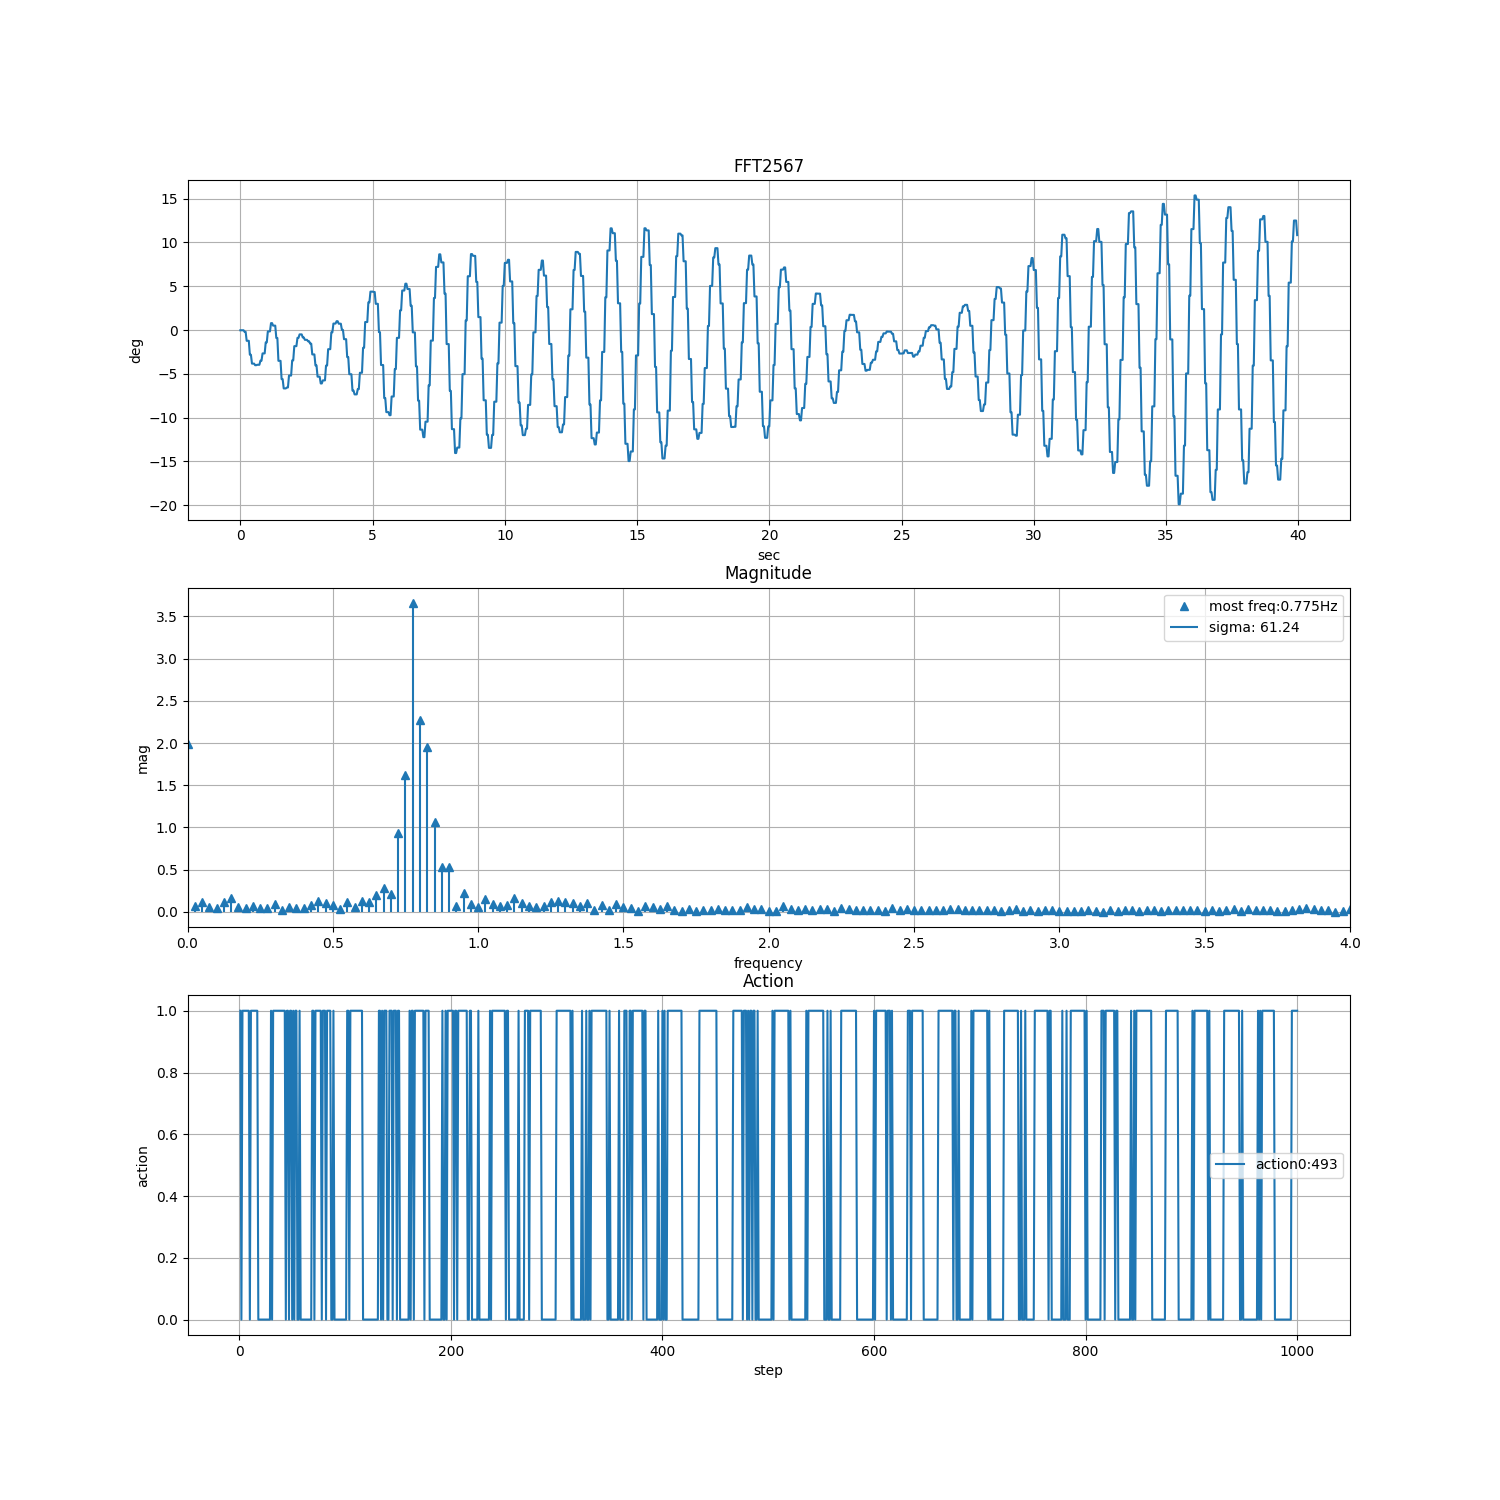 FFT2567
15
10
5
0
−5
−10
−15
−20
deg
0 5 10 15 20 25 30 35 40
sec
Magnitude
3.5
3.0
2.5
2.0
1.5
1.0
0.5
0.0
mag
most freq:0.775Hz
sigma: 61.24
0.0 0.5 1.0 1.5 2.0 2.5 3.0 3.5 4.0
frequency
Action
1.0
0.8
0.6
0.4
0.2
0.0
action
action0:493
0 200 400 600 800 1000
step